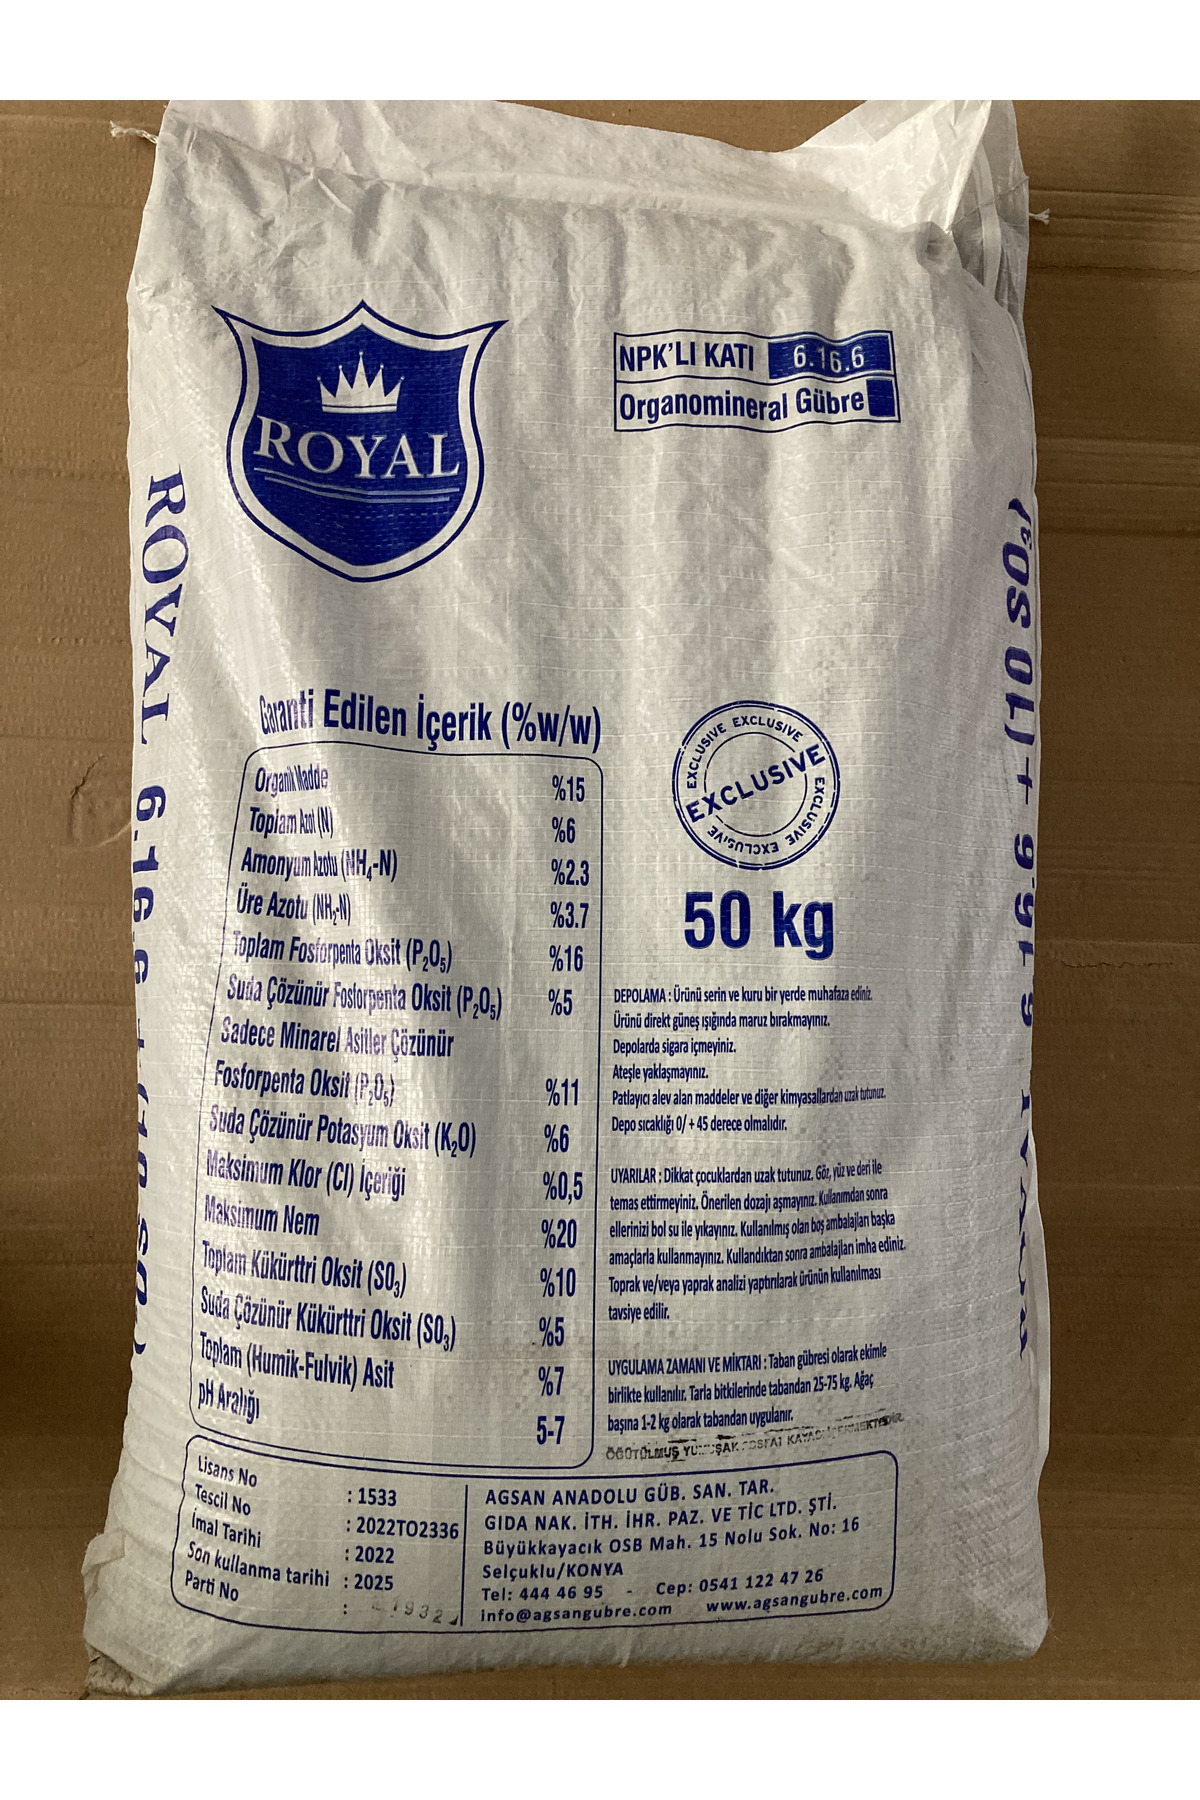 ROYAL
NPK'LI KATI 6.16.6
Organomineral Gübre
ROYAL 6.16.6 + (10 SO3)
ROYAL 6.16.6 + (10 SO3)
Garanti Edilen İçerik (%w/w)
Organik Madde %15
Toplam Azot (N) %6
Amonyum Azotu (NH4-N) %2.3
Üre Azotu (NH2-N) %3.7
Toplam Fosforpenta Oksit (P2O5) %16
Suda Çözünür Fosforpenta Oksit (P2O5) %5
Sadece Minarel Asitler Çözünür
Fosforpenta Oksit (P2O5) %11
Suda Çözünür Potasyum Oksit (K2O) %6
Maksimum Klor (Cl) İçeriği %0,5
Maksimum Nem %20
Toplam Kükürttri Oksit (SO3) %10
Suda Çözünür Kükürttri Oksit (SO3) %5
Toplam (Humik-Fulvik) Asit %7
pH Aralığı 5-7
EXCLUSIVE EXCLUSIVE EXCLUSIVE EXCLUSIVE EXCLUSIVE
EXCLUSIVE
50 kg
DEPOLAMA : Ürünü serin ve kuru bir yerde muhafaza ediniz.
Ürünü direkt güneş ışığında maruz bırakmayınız.
Depolarda sigara içmeyiniz.
Ateşle yaklaşmayınız.
Patlayıcı alev alan maddeler ve diğer kimyasallardan uzak tutunuz.
Depo sıcaklığı 0/ + 45 derece olmalıdır.
UYARILAR : Dikkat çocuklardan uzak tutunuz. Göz, yüz ve deri ile
temas ettirmeyiniz. Önerilen dozajı aşmayınız. Kullanımdan sonra
ellerinizi bol su ile yıkayınız. Kullanılmış olan boş ambalajları başka
amaçlarla kullanmayınız. Kullandıktan sonra ambalajları imha ediniz.
Toprak ve/veya yaprak analizi yaptırılarak ürünün kullanılması
tavsiye edilir.
UYGULAMA ZAMANI VE MİKTARI : Taban gübresi olarak ekimle
birlikte kullanılır. Tarla bitkilerinde tabandan 25-75 kg. Ağaç
başına 1-2 kg olarak tabandan uygulanır.
ÖĞÜTÜLMUŞ YUMUŞAK FOSFAT KAYASI İÇERMEKTEDİR
Lisans No : 1533
Tescil No : 2022TO2336
İmal Tarihi : 2022
Son kullanma tarihi : 2025
Parti No :
AGSAN ANADOLU GÜB. SAN. TAR.
GIDA NAK. İTH. İHR. PAZ. VE TİC LTD. ŞTİ.
Büyükkayacık OSB Mah. 15 Nolu Sok. No: 16
Selçuklu/KONYA
Tel: 444 46 95 - Cep: 0541 122 47 26
info@agsangubre.com www.agsangubre.com